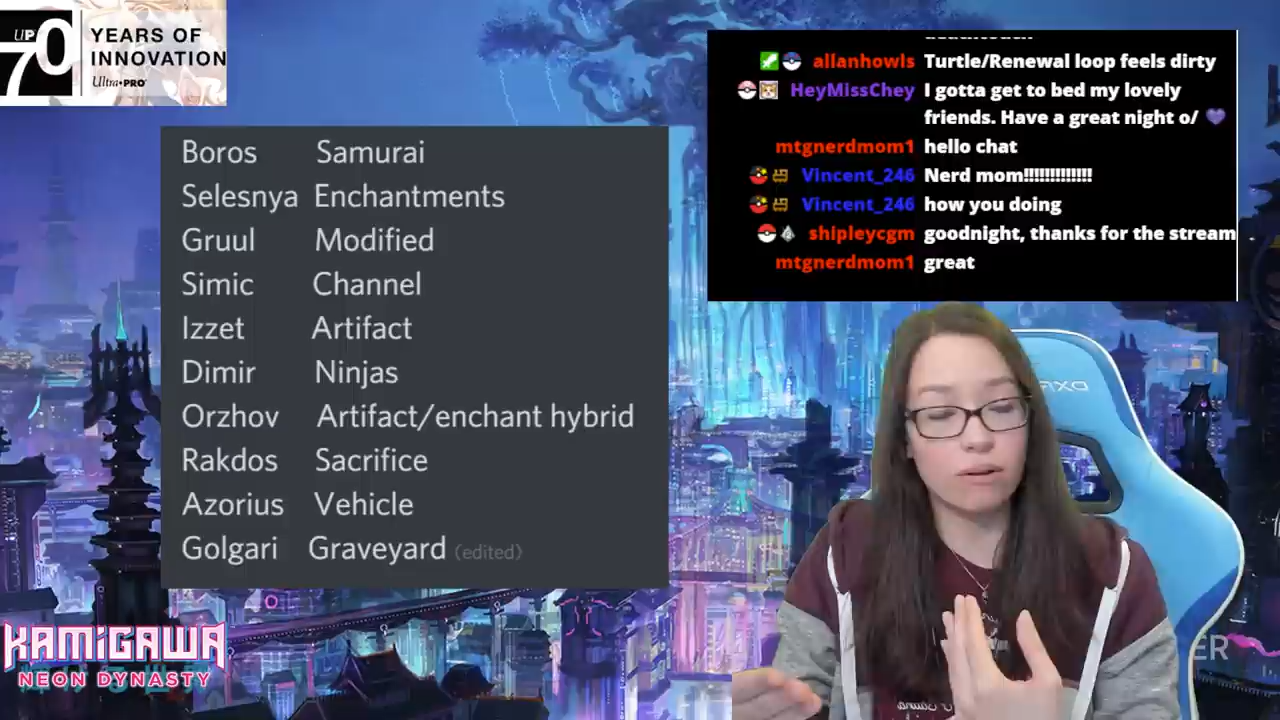 UP
70
YEARS OF
INNOVATION
Ultra•PRO
Boros Samurai
Selesnya Enchantments
Gruul Modified
Simic Channel
Izzet Artifact
Dimir Ninjas
Orzhov Artifact/enchant hybrid
Rakdos Sacrifice
Azorius Vehicle
Golgari Graveyard (edited)
allanhowls Turtle/Renewal loop feels dirty
HeyMissChey I gotta get to bed my lovely
friends. Have a great night o/ 💜
mtgnerdmom1 hello chat
Vincent_246 Nerd mom!!!!!!!!!!!!!
Vincent_246 how you doing
shipleycgm goodnight, thanks for the stream
mtgnerdmom1 great
KAMIGAWA
NEON DYNASTY
ER